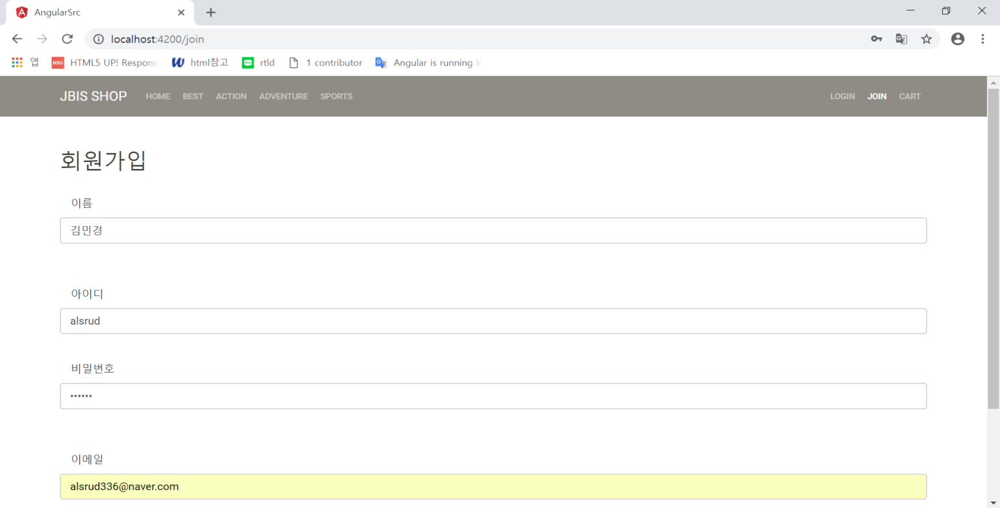 AngularSrc
localhost:4200/join
앱 HTML5 UP! Respons html참고 rtld 1 contributor Angular is running in
JBIS SHOP HOME BEST ACTION ADVENTURE SPORTS LOGIN JOIN CART
회원가입
이름
김민경
아이디
alsrud
비밀번호
••••••
이메일
alsrud336@naver.com